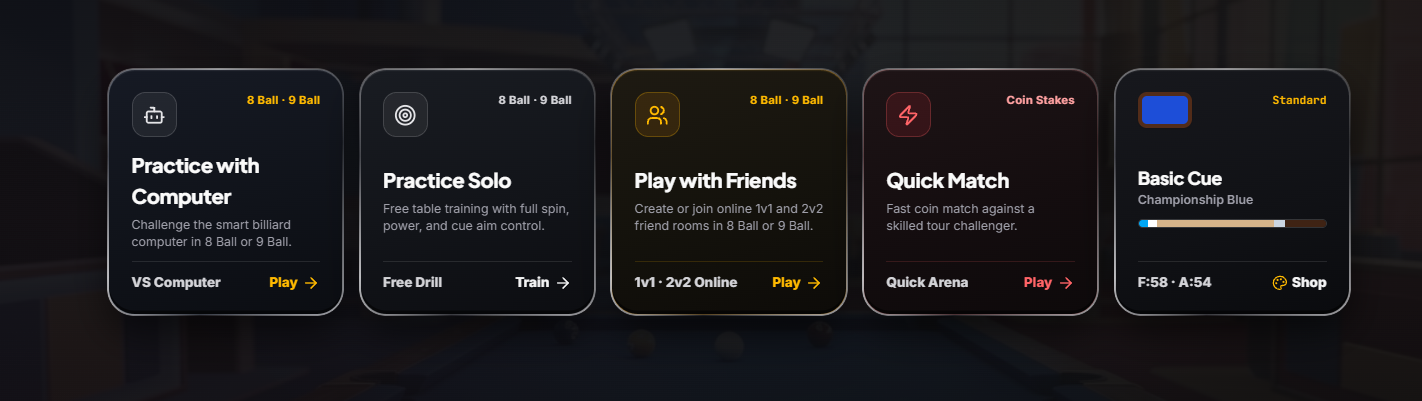 8 Ball · 9 Ball
Practice with
Computer
Challenge the smart billiard
computer in 8 Ball or 9 Ball.
VS Computer
Play →
8 Ball · 9 Ball
Practice Solo
Free table training with full spin,
power, and cue aim control.
Free Drill
Train →
8 Ball · 9 Ball
Play with Friends
Create or join online 1v1 and 2v2
friend rooms in 8 Ball or 9 Ball.
1v1 · 2v2 Online
Play →
Coin Stakes
Quick Match
Fast coin match against a
skilled tour challenger.
Quick Arena
Play →
Standard
Basic Cue
Championship Blue
F:58 · A:54
Shop